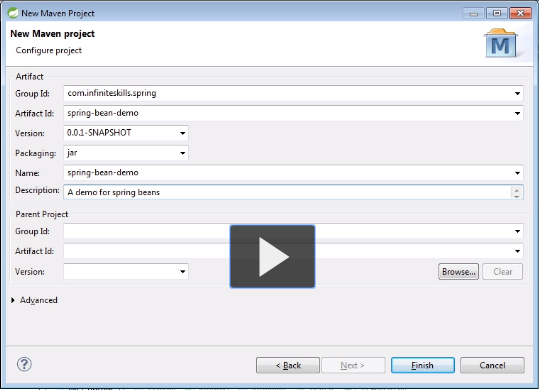 New Maven Project
New Maven project
Configure project
M
Artifact
Group Id: com.infiniteskills.spring
Artifact Id: spring-bean-demo
Version: 0.0.1-SNAPSHOT
Packaging: jar
Name: spring-bean-demo
Description: A demo for spring beans
Parent Project
Group Id:
Artifact Id:
Version: Browse... Clear
Advanced
? < Back Next > Finish Cancel